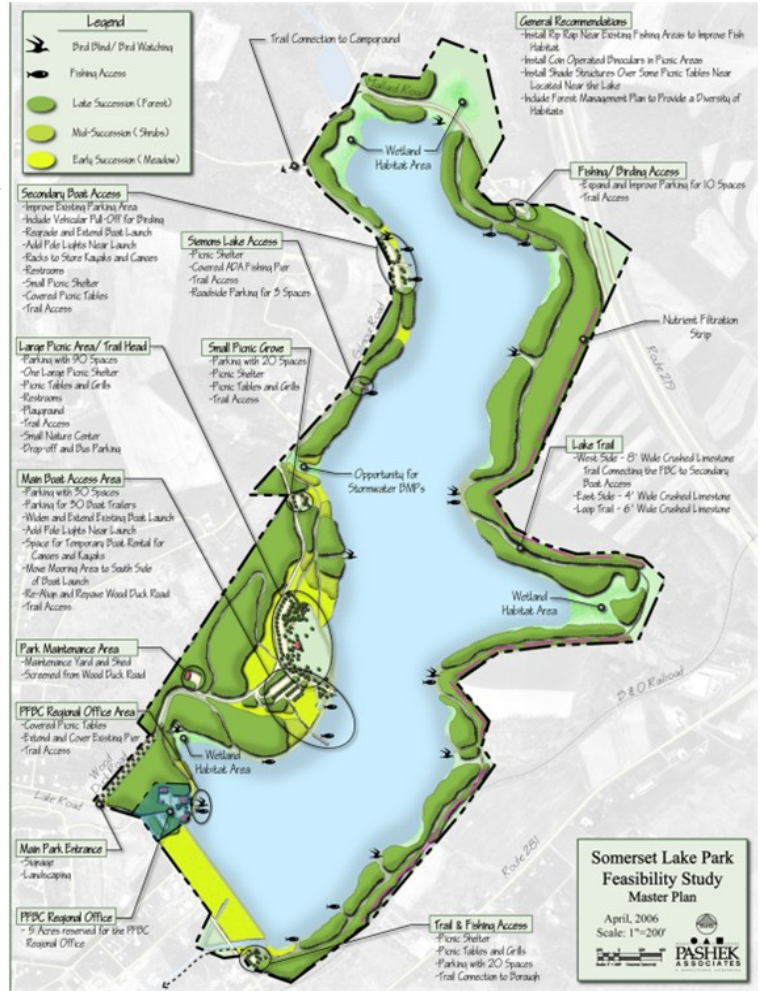 Legend
Bird Blind/ Bird Watching
Fishing Access
Late Succession (Forest)
Mid-Succession (Shrubs)
Early Succession (Meadow)
Trail Connection to Campground
Mallard Road
Wetland
Habitat Area
General Recommendations
-Install Rip Rap Near Existing Fishing Areas to Improve Fish
Habitat
-Install Coin Operated Binoculars in Picnic Areas
-Install Shade Structures Over Some Picnic Tables Near
Located Near the Lake
-Include Forest Management Plan to Provide a Diversity of
Habitats
Fishing/ Birding Access
-Expand and Improve Parking for 10 Spaces
-Trail Access
Secondary Boat Access
-Improve Existing Parking Area
-Include Vehicular Pull-Off for Birding
-Regrade and Extend Boat Launch
-Add Pole Lights Near Launch
-Racks to Store Kayaks and Canoes
-Restrooms
-Small Picnic Shelter
-Covered Picnic Tables
-Trail Access
Siemons Lake Access
-Picnic Shelter
-Covered ADA Fishing Pier
-Trail Access
-Roadside Parking for 3 Spaces
Nutrient Filtration
Strip
Route 219
Large Picnic Area/ Trail Head
-Parking with 90 Spaces
-One Large Picnic Shelter
-Picnic Tables and Grills
-Restrooms
-Playground
-Trail Access
-Small Nature Center
-Drop-off and Bus Parking
Small Picnic Grove
-Parking with 20 Spaces
-Picnic Shelter
-Picnic Tables and Grills
-Trail Access
Lake Trail
-West Side - 8' Wide Crushed Limestone
Trail Connecting the PBC to Secondary
Boat Access
-East Side - 4' Wide Crushed Limestone
-Loop Trail - 6' Wide Crushed Limestone
Opportunity for
Stormwater BMPs
Main Boat Access Area
-Parking with 30 Spaces
-Parking for 30 Boat Trailers
-Widen and Extend Existing Boat Launch
-Add Pole Lights Near Launch
-Space for Temporary Boat Rental for
Canoes and Kayaks
-Move Mooring Area to South Side
of Boat Launch
-Re-Align and Repave Wood Duck Road
-Trail Access
Wetland
Habitat Area
Park Maintenance Area
-Maintenance Yard and Shed
-Screened from Wood Duck Road
B & O Railroad
PFBC Regional Office Area
-Covered Picnic Tables
-Extend and Cover Existing Pier
-Trail Access
Wetland
Habitat Area
Wood
Duck Road
Lake Road
Main Park Entrance
-Signage
-Landscaping
Route 281
PFBC Regional Office
- 5 Acres reserved for the PFBC
Regional Office
Trail & Fishing Access
-Picnic Shelter
-Picnic Tables and Grills
-Parking with 20 Spaces
-Trail Connection to Borough
Somerset Lake Park
Feasibility Study
Master Plan
April, 2006
Scale: 1"=200'
PASHEK
ASSOCIATES